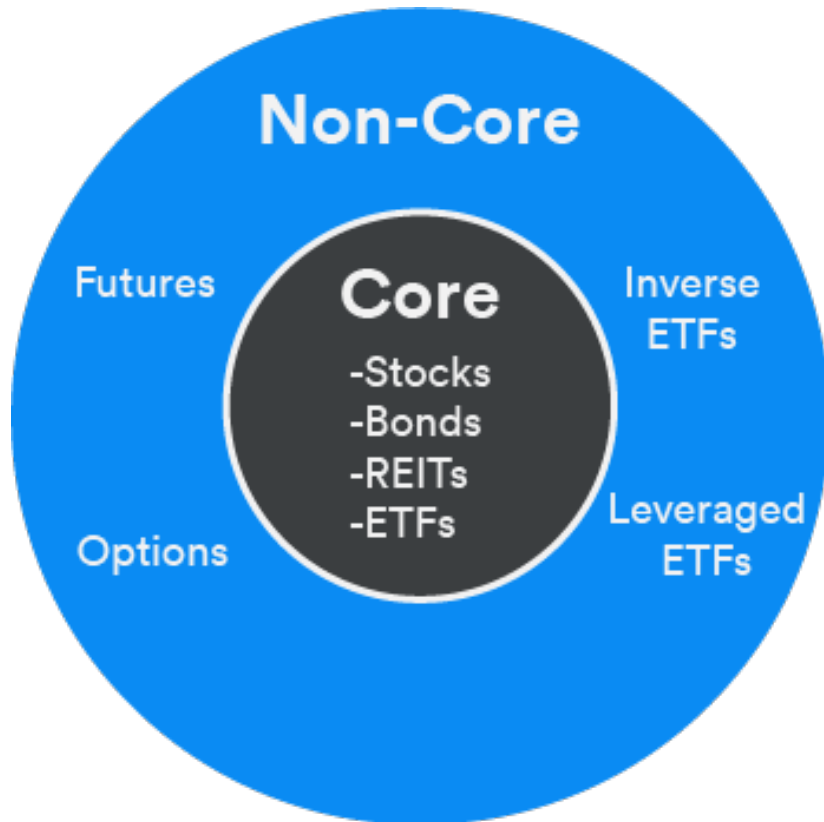 Non-Core
Futures
Core
-Stocks
-Bonds
-REITs
-ETFs
Inverse
ETFs
Options
Leveraged
ETFs